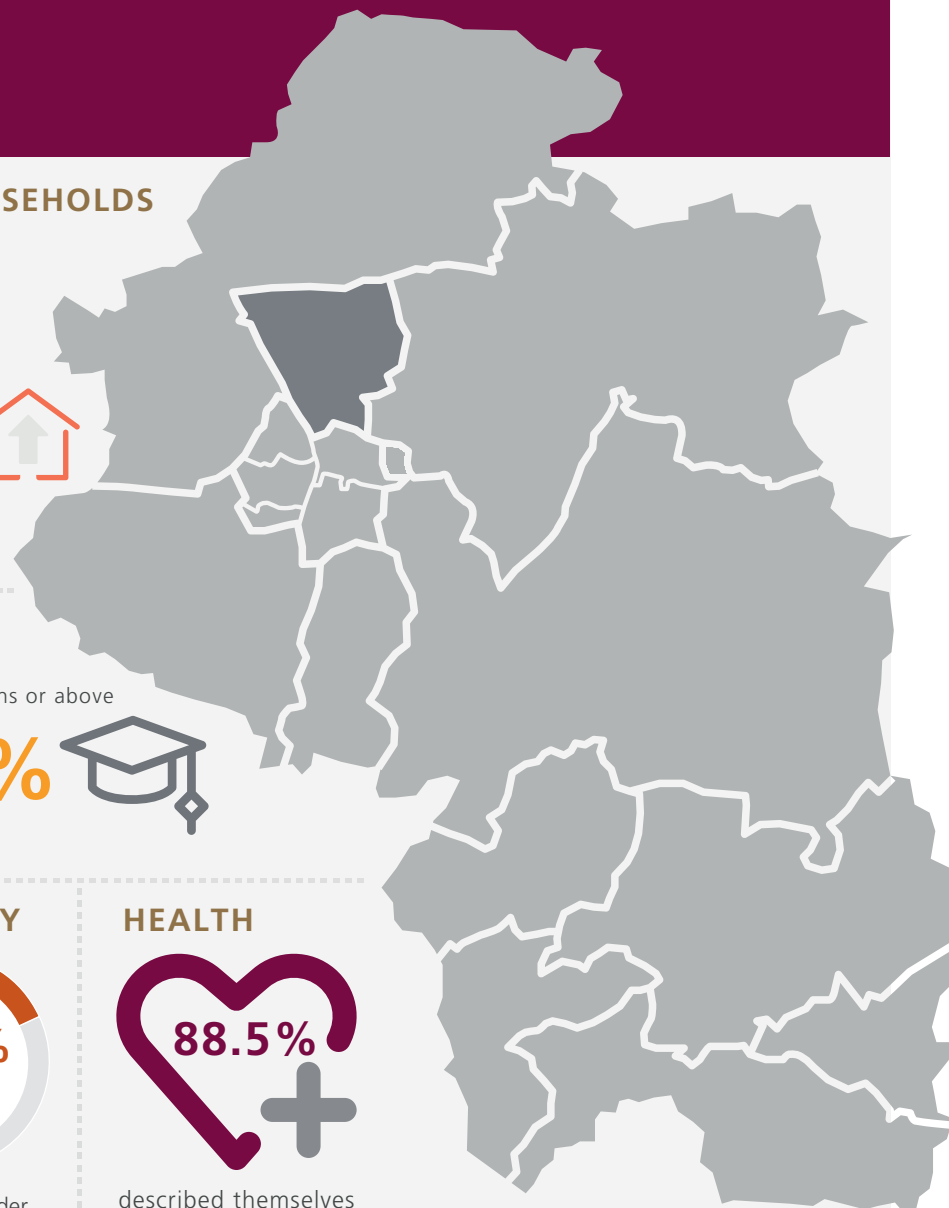 SEHOLDS
ns or above
%
Y
HEALTH
%
88.5%
der
described themselves